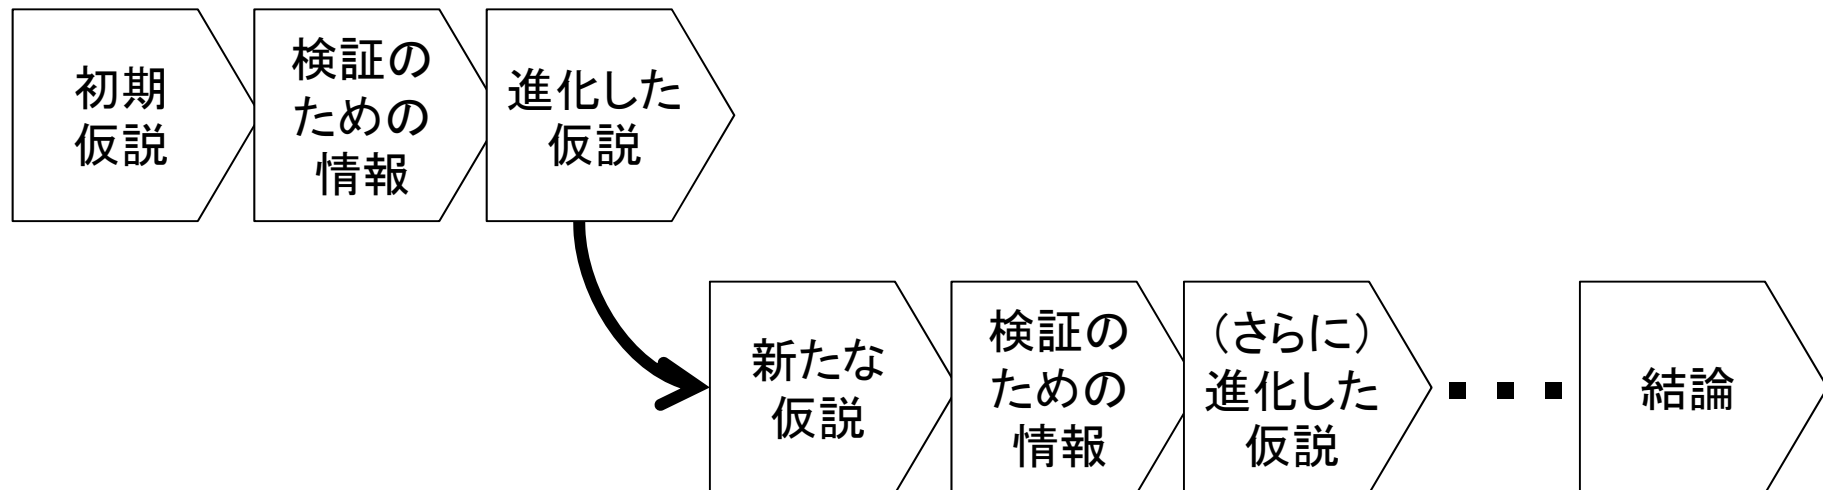 初期
仮説
検証の
ための
情報
進化した
仮説
新たな
仮説
検証の
ための
情報
(さらに)
進化した
仮説
結論